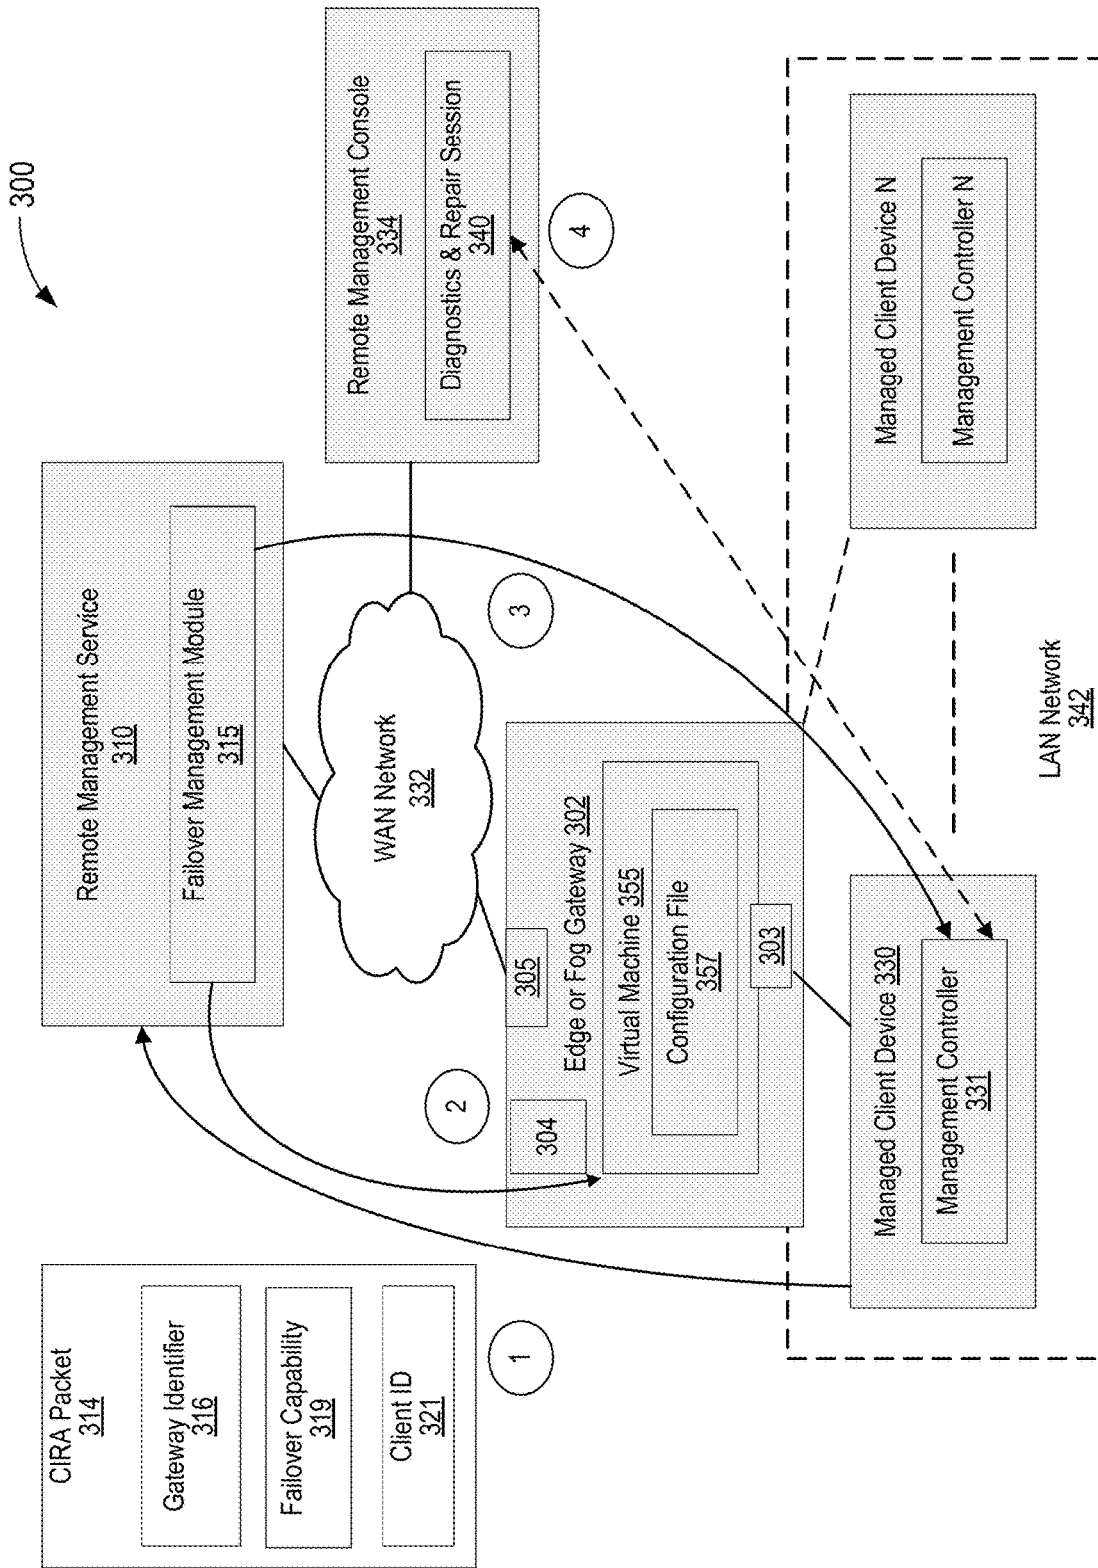 300
CIRA Packet
314
Gateway Identifier
316
Failover Capability
319
Client ID
321
1
Remote Management Service
310
Failover Management Module
315
2
WAN Network
332
3
Remote Management Console
334
Diagnostics & Repair Session
340
4
304
305
Edge or Fog Gateway 302
Virtual Machine 355
Configuration File
357
303
Managed Client Device 330
Management Controller
331
Managed Client Device N
Management Controller N
LAN Network
342